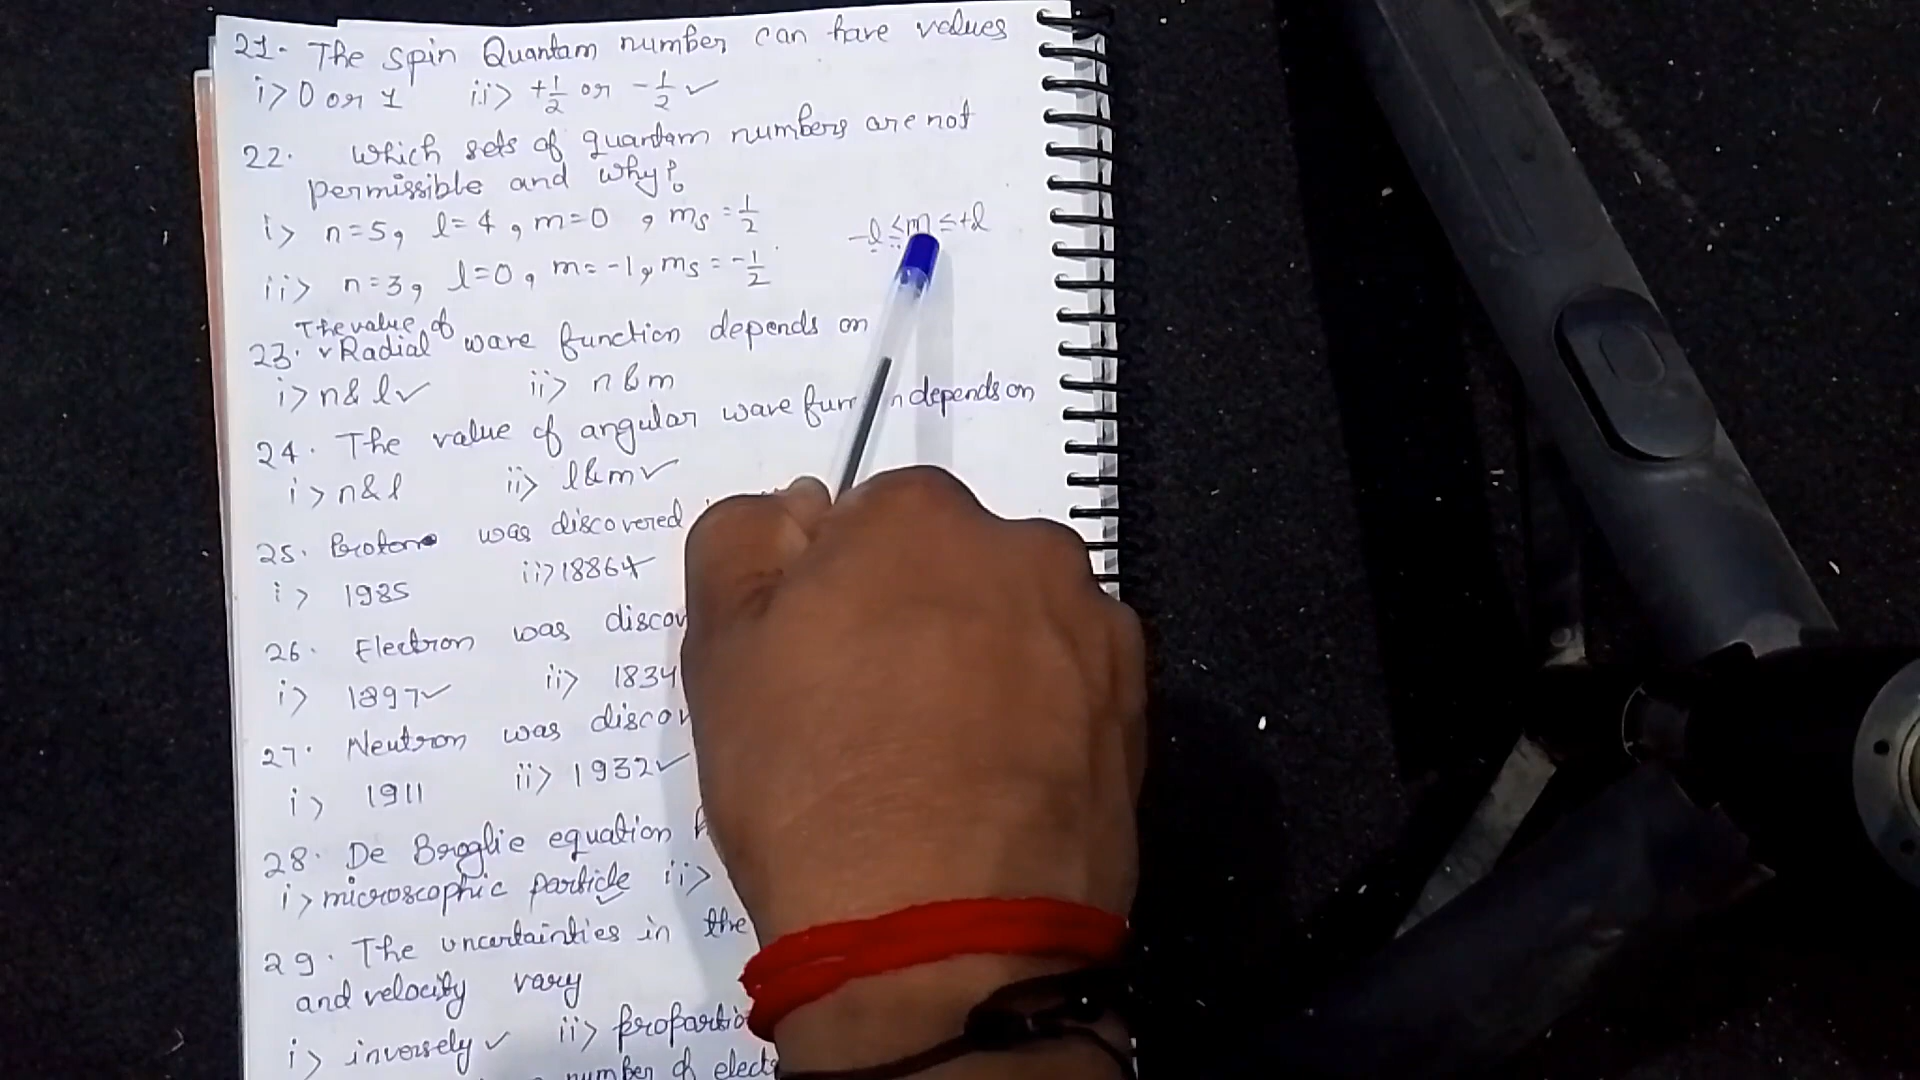 21. The spin Quantam number can have values
i> 0 or 1 ii> +1/2 or -1/2 ✓
22. Which sets of quantam numbers are not
permissible and why?
i> n=5, l=4, m=0, ms = 1/2
-l ≤ m ≤ +l
ii> n=3, l=0, m=-1, ms = -1/2
The value of
23. Radial wave function depends on
i> n & l ✓ ii> n & m
24. The value of angular wave fun n depends on
i> n & l ii> l & m ✓
25. Proton was discovered
i> 1985 ii> 1886 ✓
26. Electron was discov
i> 1897 ✓ ii> 1834
27. Neutron was discov
i> 1911 ii> 1932 ✓
28. De Broglie equation
i> microscophic particle ✓ ii>
29. The uncertainties in the
and velocity vary
i> inversely ✓ ii> propartio
number of elect